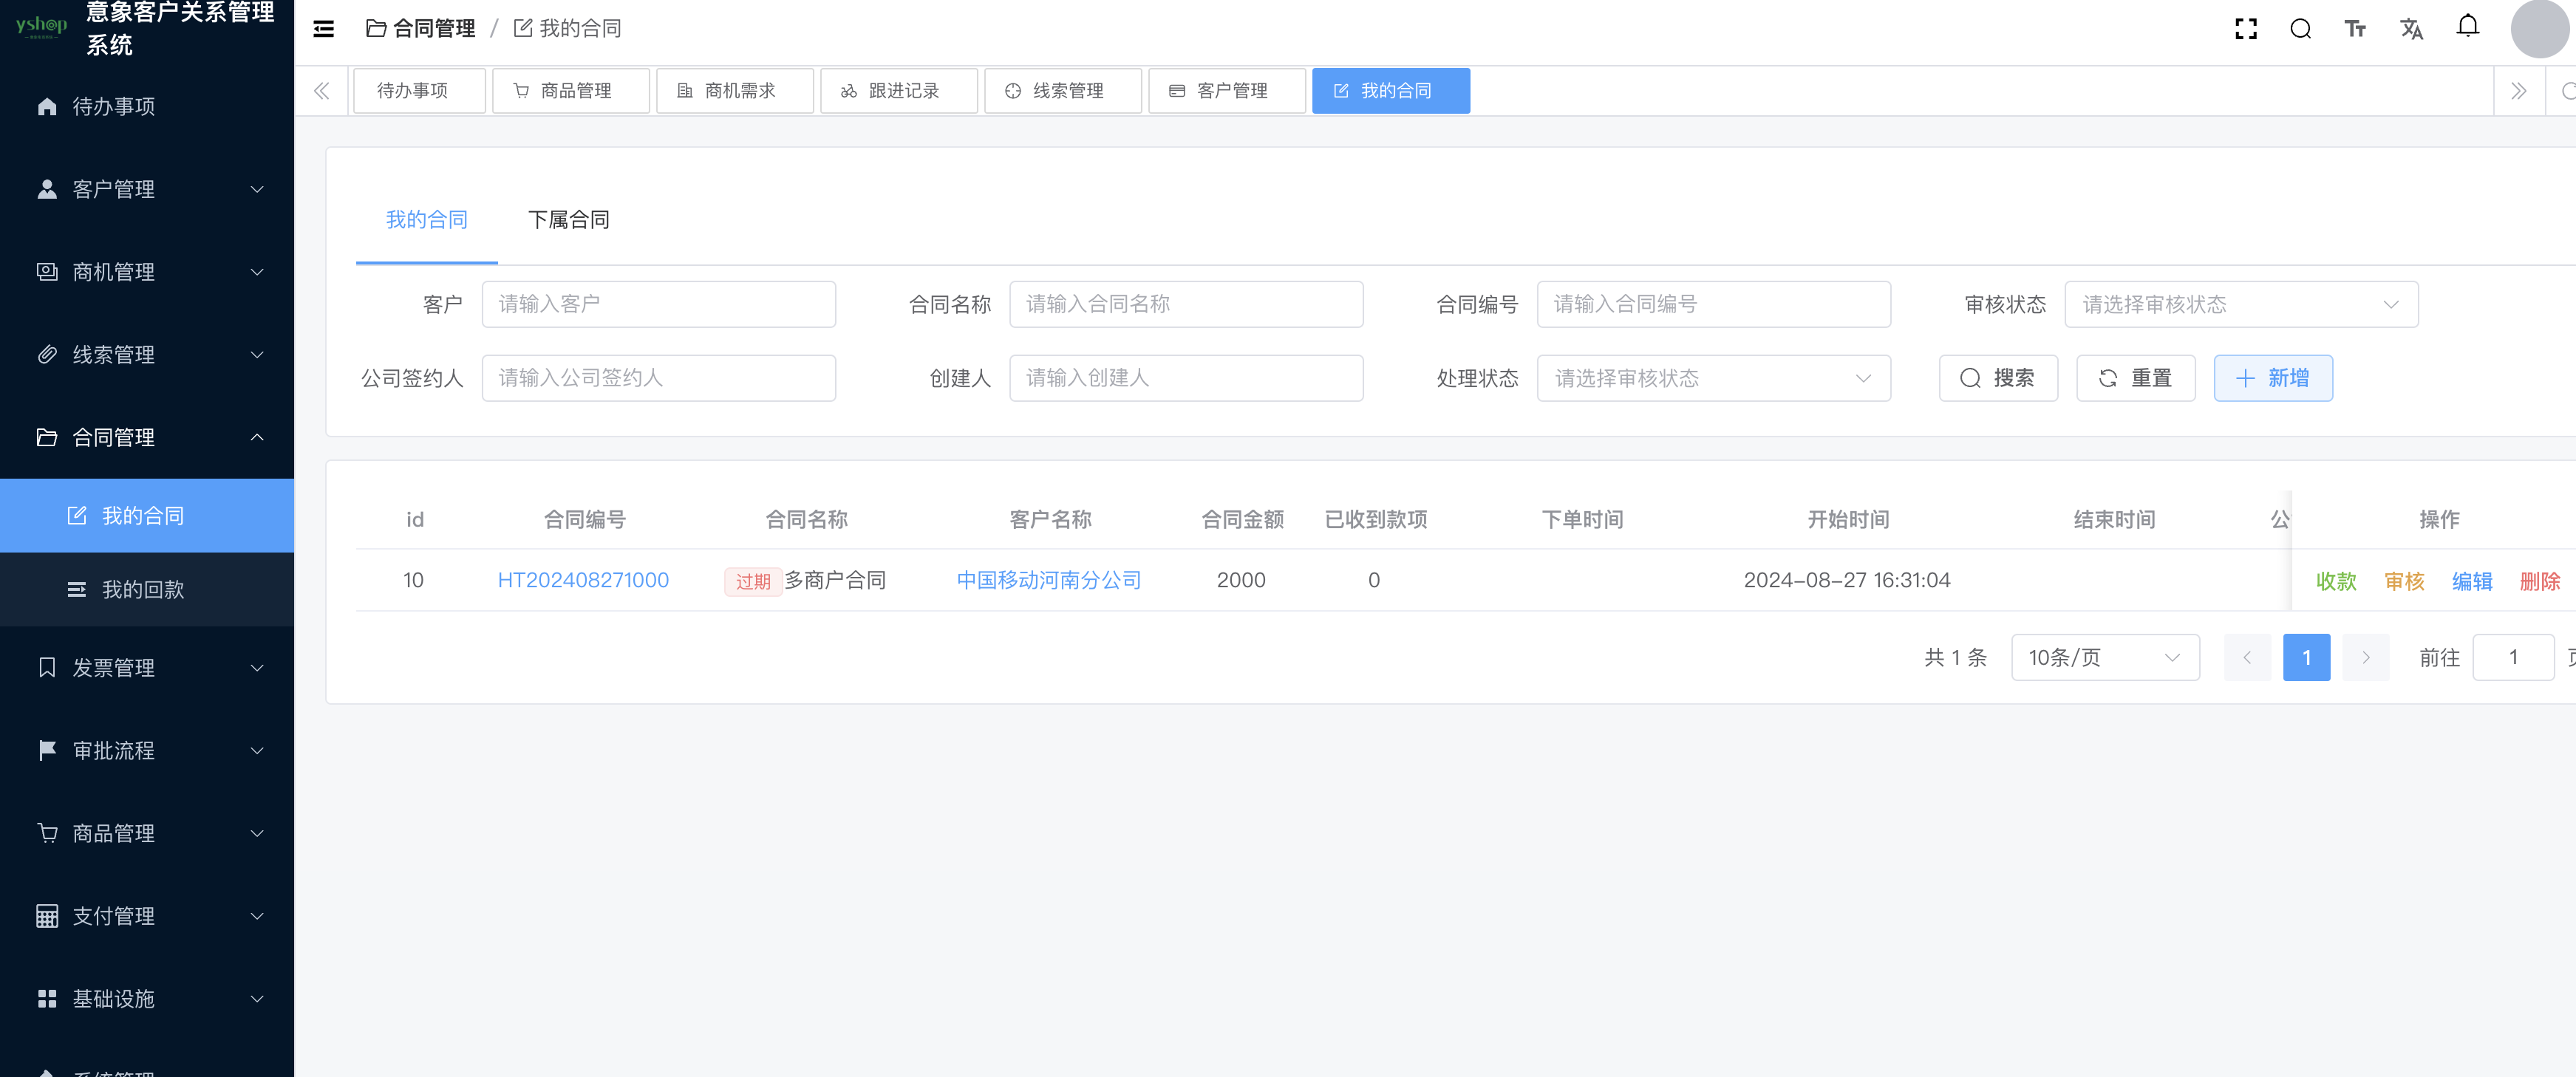 yshop
意象客户关系管理
系统
待办事项
客户管理
商机管理
线索管理
合同管理
我的合同
我的回款
发票管理
审批流程
商品管理
支付管理
基础设施
系统管理
合同管理 / 我的合同
待办事项 商品管理 商机需求 跟进记录 线索管理 客户管理 我的合同
我的合同 下属合同
客户 请输入客户 合同名称 请输入合同名称 合同编号 请输入合同编号 审核状态 请选择审核状态
公司签约人 请输入公司签约人 创建人 请输入创建人 处理状态 请选择审核状态 搜索 重置 新增
id 合同编号 合同名称 客户名称 合同金额 已收到款项 下单时间 开始时间 结束时间 公 操作
10 HT202408271000 过期 多商户合同 中国移动河南分公司 2000 0 2024-08-27 16:31:04 收款 审核 编辑 删除
共 1 条 10条/页 1 前往 1 页